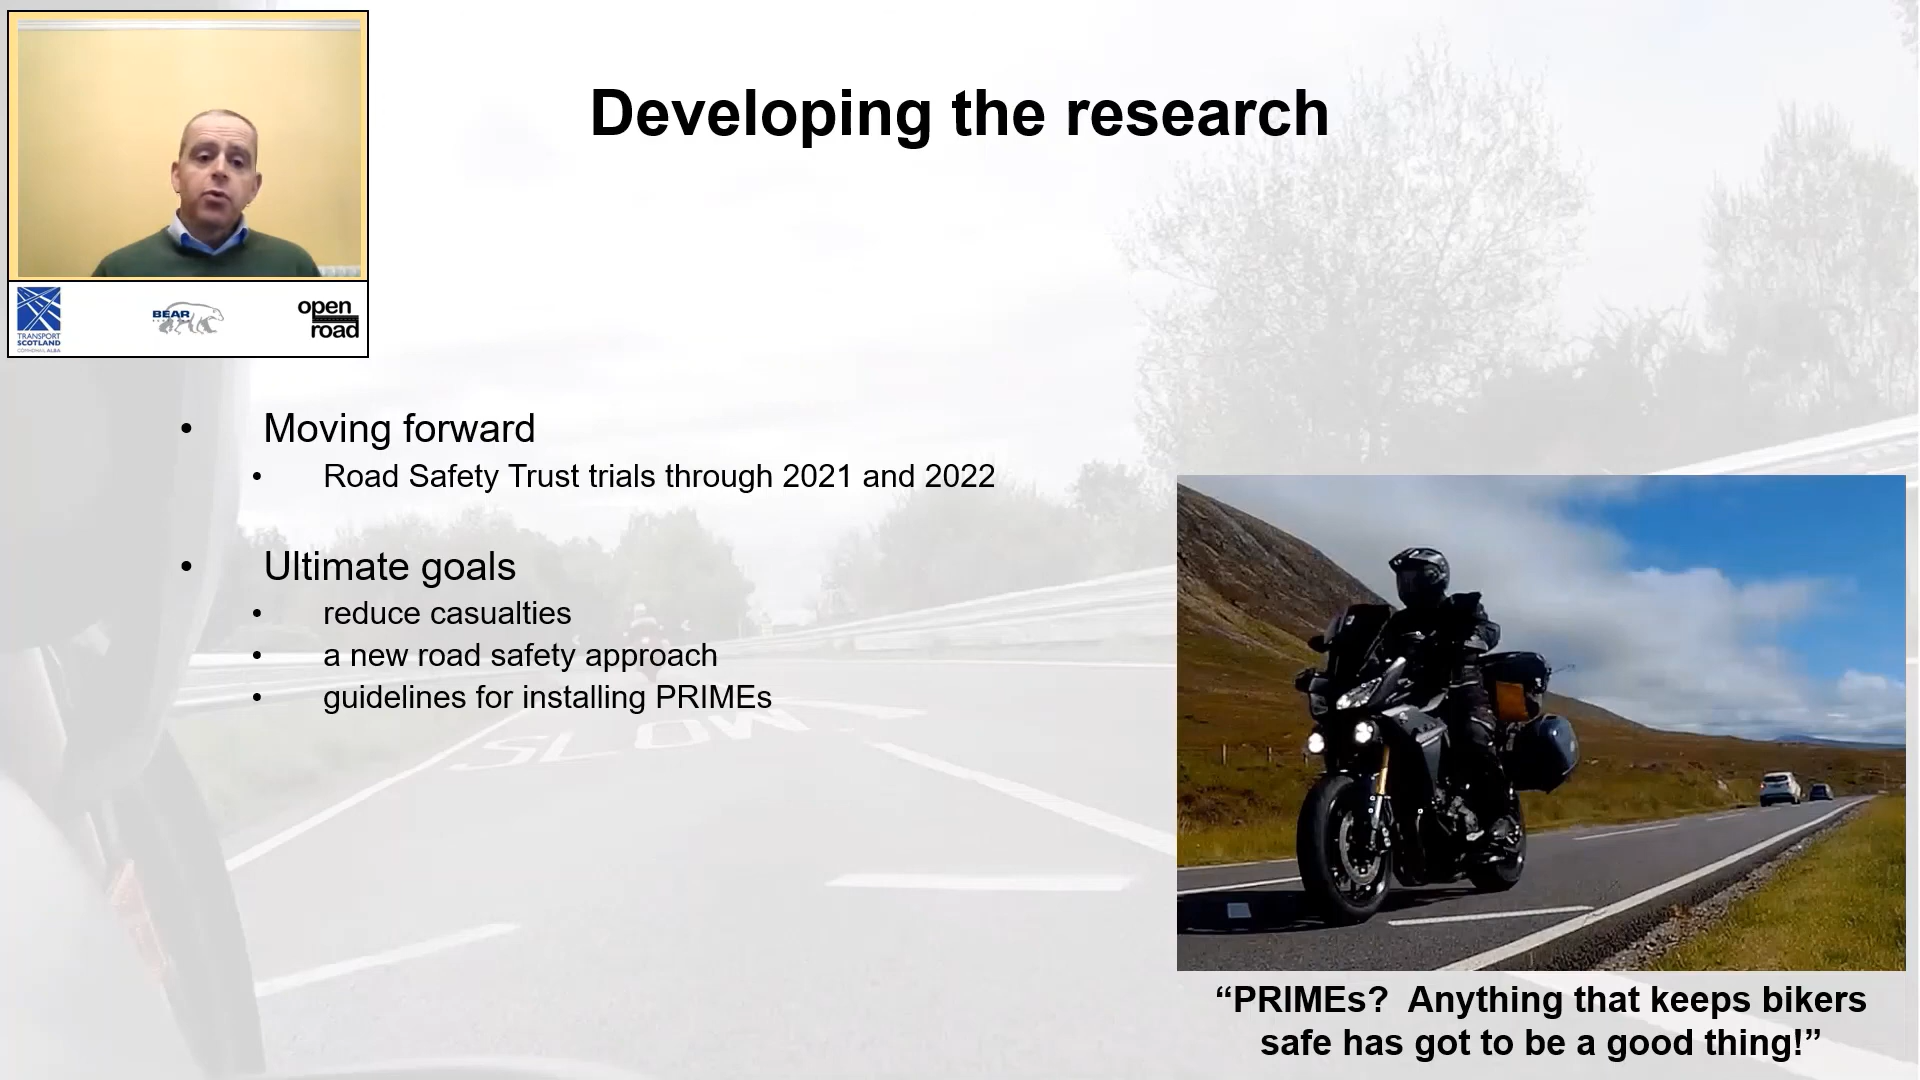 Developing the research
TRANSPORT
SCOTLAND
BEAR
open
road
• Moving forward
• Road Safety Trust trials through 2021 and 2022
• Ultimate goals
• reduce casualties
• a new road safety approach
• guidelines for installing PRIMEs
SLOW
“PRIMEs? Anything that keeps bikers
safe has got to be a good thing!”